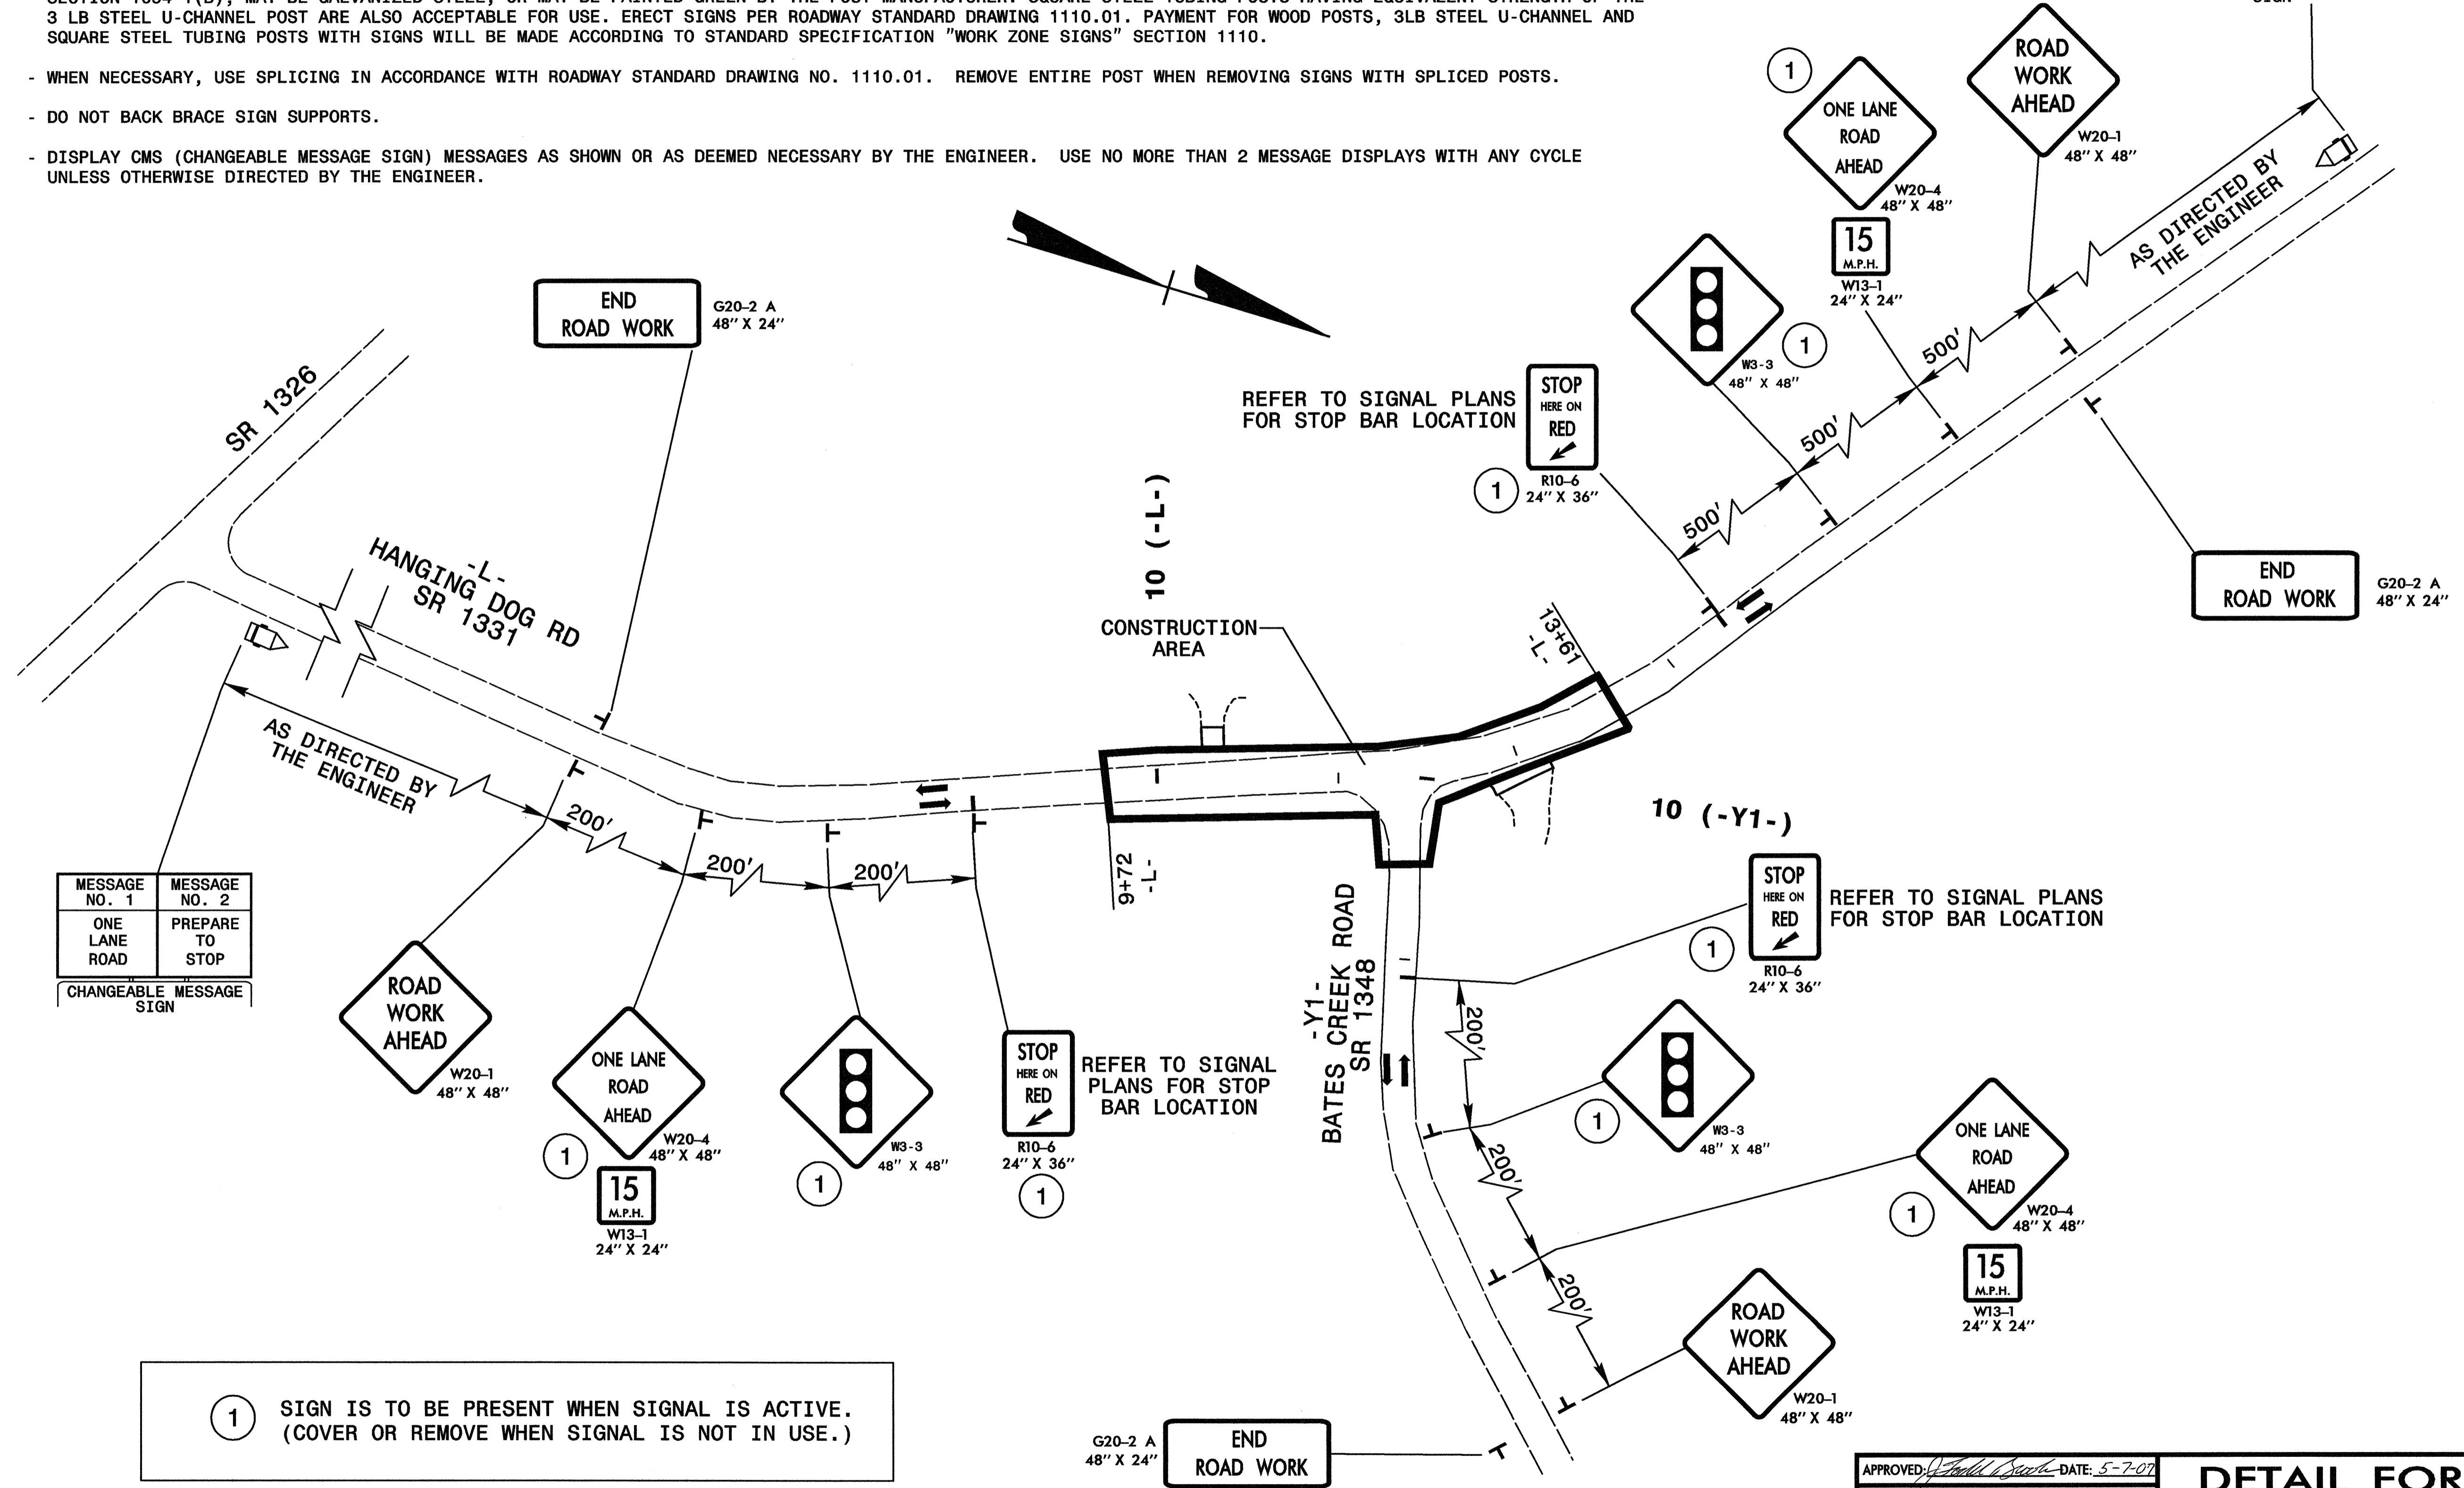 3 LB STEEL U-CHANNEL POST ARE ALSO ACCEPTABLE FOR USE. ERECT SIGNS PER ROADWAY STANDARD DRAWING 1110.01. PAYMENT FOR WOOD POSTS, 3LB STEEL U-CHANNEL AND
SQUARE STEEL TUBING POSTS WITH SIGNS WILL BE MADE ACCORDING TO STANDARD SPECIFICATION "WORK ZONE SIGNS" SECTION 1110.
- WHEN NECESSARY, USE SPLICING IN ACCORDANCE WITH ROADWAY STANDARD DRAWING NO. 1110.01. REMOVE ENTIRE POST WHEN REMOVING SIGNS WITH SPLICED POSTS.
- DO NOT BACK BRACE SIGN SUPPORTS.
- DISPLAY CMS (CHANGEABLE MESSAGE SIGN) MESSAGES AS SHOWN OR AS DEEMED NECESSARY BY THE ENGINEER. USE NO MORE THAN 2 MESSAGE DISPLAYS WITH ANY CYCLE
UNLESS OTHERWISE DIRECTED BY THE ENGINEER.
1
ONE LANE
ROAD
AHEAD
W20-4
48" X 48"
15
M.P.H.
W13-1
24" X 24"
ROAD
WORK
AHEAD
W20-1
48" X 48"
AS DIRECTED BY
THE ENGINEER
500'
500'
500'
W3-3
48" X 48"
1
REFER TO SIGNAL PLANS
FOR STOP BAR LOCATION
STOP
HERE ON
RED
R10-6
24" X 36"
1
END
ROAD WORK
G20-2 A
48" X 24"
END
ROAD WORK
G20-2 A
48" X 24"
SR 1326
-L-
HANGING DOG RD
SR 1331
10 (-L-)
CONSTRUCTION
AREA
13+61
-L-
9+72
-L-
10 (-Y1-)
AS DIRECTED BY
THE ENGINEER
200'
200'
200'
MESSAGE
NO. 1
MESSAGE
NO. 2
ONE
LANE
ROAD
PREPARE
TO
STOP
CHANGEABLE MESSAGE
SIGN
ROAD
WORK
AHEAD
W20-1
48" X 48"
ONE LANE
ROAD
AHEAD
W20-4
48" X 48"
1
15
M.P.H.
W13-1
24" X 24"
W3-3
48" X 48"
1
STOP
HERE ON
RED
R10-6
24" X 36"
1
REFER TO SIGNAL
PLANS FOR STOP
BAR LOCATION
-Y1-
BATES CREEK ROAD
SR 1348
STOP
HERE ON
RED
R10-6
24" X 36"
1
REFER TO SIGNAL PLANS
FOR STOP BAR LOCATION
200'
200'
200'
W3-3
48" X 48"
1
ONE LANE
ROAD
AHEAD
W20-4
48" X 48"
1
15
M.P.H.
W13-1
24" X 24"
ROAD
WORK
AHEAD
W20-1
48" X 48"
G20-2 A
48" X 24"
END
ROAD WORK
1 SIGN IS TO BE PRESENT WHEN SIGNAL IS ACTIVE.
(COVER OR REMOVE WHEN SIGNAL IS NOT IN USE.)
APPROVED: DATE: 5-7-07
DETAIL FOR